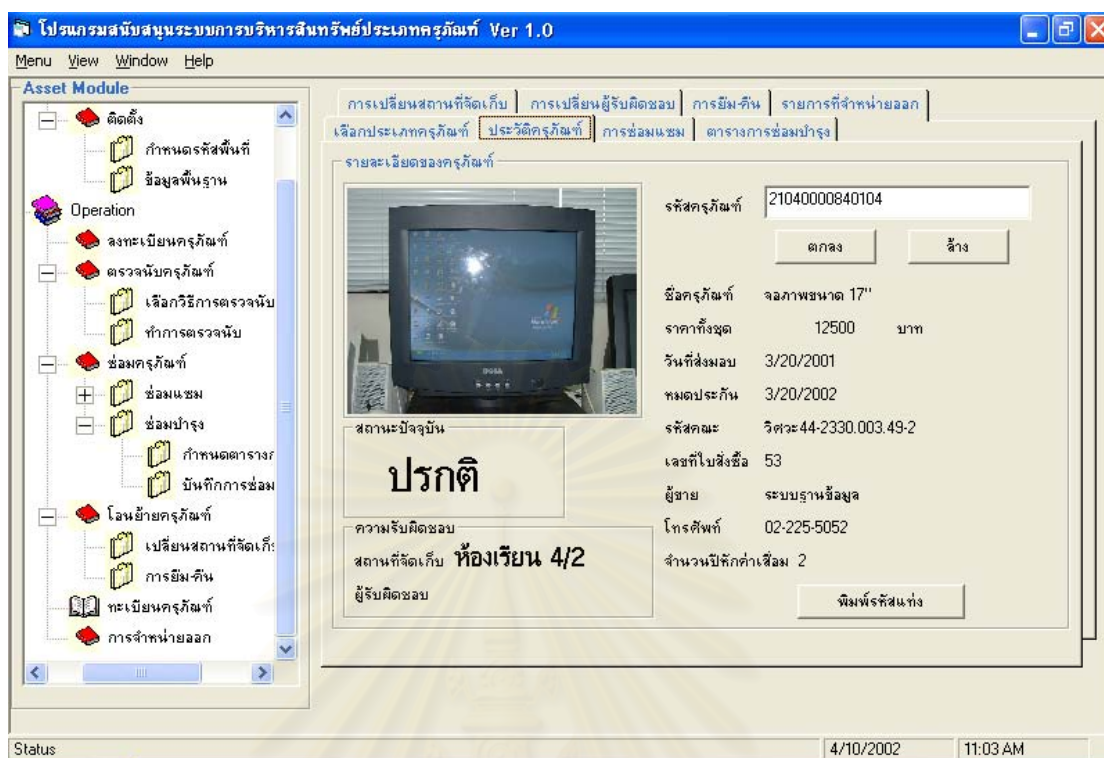 โปรแกรมสนับสนุนระบบการบริหารสินทรัพย์ประเภทครุภัณฑ์ Ver 1.0
Menu View Window Help
Asset Module
ติดตั้ง
กำหนดรหัสพื้นที่
ข้อมูลพื้นฐาน
Operation
ลงทะเบียนครุภัณฑ์
ตรวจนับครุภัณฑ์
เลือกวิธีการตรวจนับ
ทำการตรวจนับ
ซ่อมครุภัณฑ์
ซ่อมแซม
ซ่อมบำรุง
กำหนดตารางก
บันทึกการซ่อม
โอนย้ายครุภัณฑ์
เปลี่ยนสถานที่จัดเก็
การยืม-คืน
ทะเบียนครุภัณฑ์
การจำหน่ายออก
การเปลี่ยนสถานที่จัดเก็บ การเปลี่ยนผู้รับผิดชอบ การยืม-คืน รายการที่จำหน่ายออก
เลือกประเภทครุภัณฑ์ ประวัติครุภัณฑ์ การซ่อมแซม ตารางการซ่อมบำรุง
รายละเอียดของครุภัณฑ์
รหัสครุภัณฑ์ 21040000840104
ตกลง ล้าง
ชื่อครุภัณฑ์ จอภาพขนาด 17''
ราคาทั้งชุด 12500 บาท
วันที่ส่งมอบ 3/20/2001
หมดประกัน 3/20/2002
รหัสคณะ วิศวะ44-2330.003.49-2
เลขที่ใบสั่งซื้อ 53
ผู้ขาย ระบบฐานข้อมูล
โทรศัพท์ 02-225-5052
จำนวนปีหักค่าเสื่อม 2
พิมพ์รหัสแท่ง
สถานะปัจจุบัน
ปรกติ
ความรับผิดชอบ
สถานที่จัดเก็บ ห้องเรียน 4/2
ผู้รับผิดชอบ
Status 4/10/2002 11:03 AM